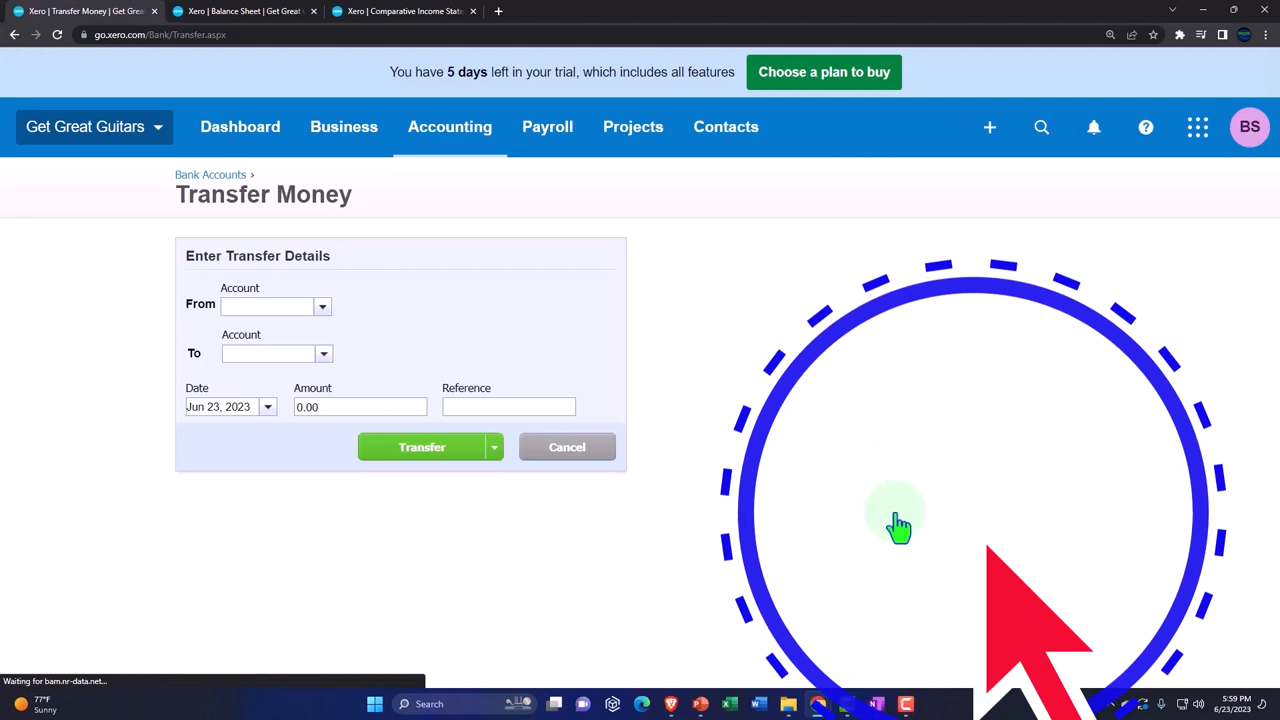 Xero | Transfer Money | Get Grea
Xero | Balance Sheet | Get Great G
Xero | Comparative Income State
go.xero.com/Bank/Transfer.aspx
You have 5 days left in your trial, which includes all features
Choose a plan to buy
Get Great Guitars
Dashboard
Business
Accounting
Payroll
Projects
Contacts
BS
Bank Accounts ›
Transfer Money
Enter Transfer Details
Account
From
Account
To
Date
Amount
Reference
Jun 23, 2023
0.00
Transfer
Cancel
Waiting for bam.nr-data.net...
77°F
Sunny
Search
5:59 PM
6/23/2023